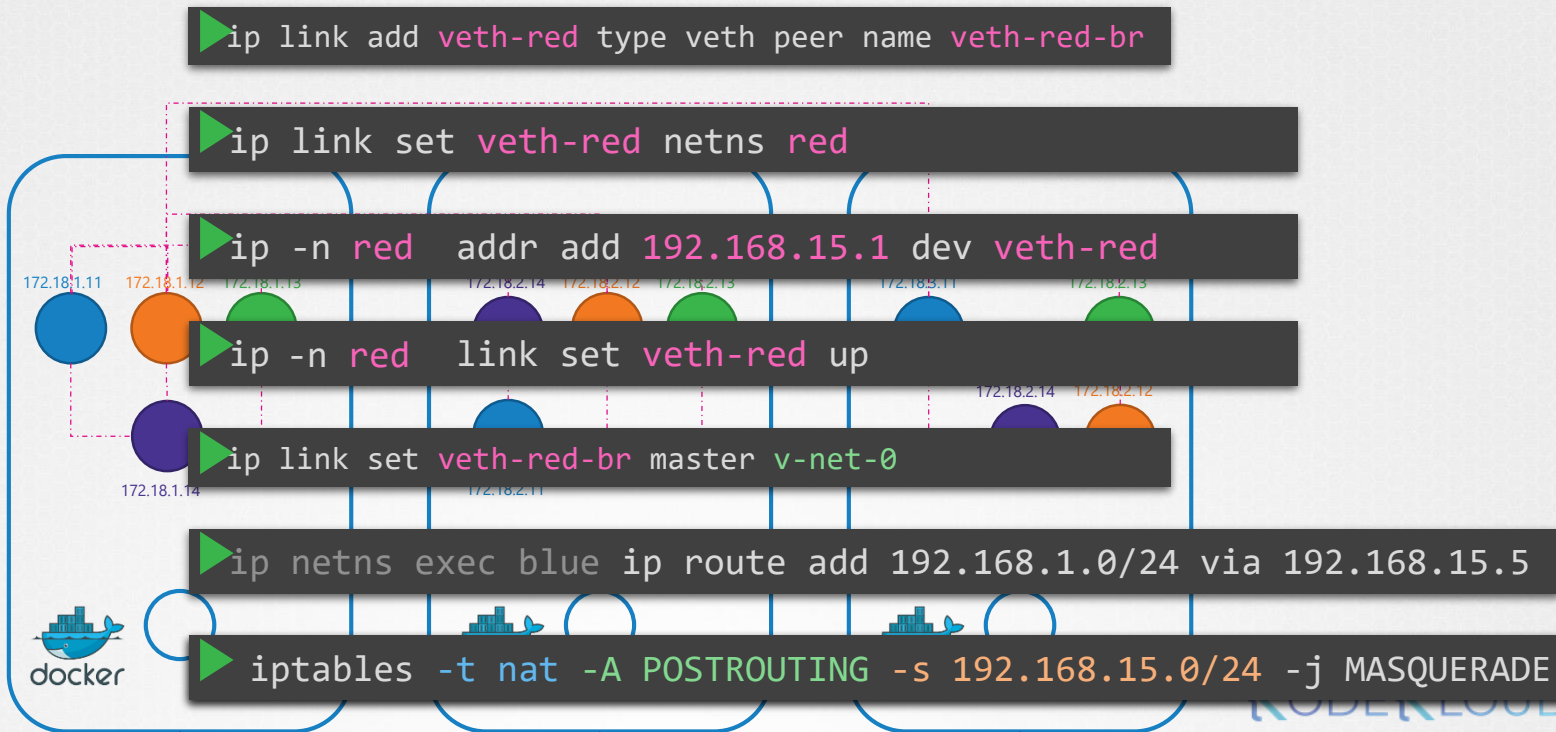 ip link add veth-red type veth peer name veth-red-br
ip link set veth-red netns red
ip -n red addr add 192.168.15.1 dev veth-red
172.18.1.11
172.18.1.12
172.18.1.13
172.18.2.14
172.18.2.12
172.18.2.13
172.18.3.11
172.18.2.13
ip -n red link set veth-red up
172.18.2.14
172.18.2.12
ip link set veth-red-br master v-net-0
172.18.1.14
172.18.2.11
ip netns exec blue ip route add 192.168.1.0/24 via 192.168.15.5
iptables -t nat -A POSTROUTING -s 192.168.15.0/24 -j MASQUERADE
docker